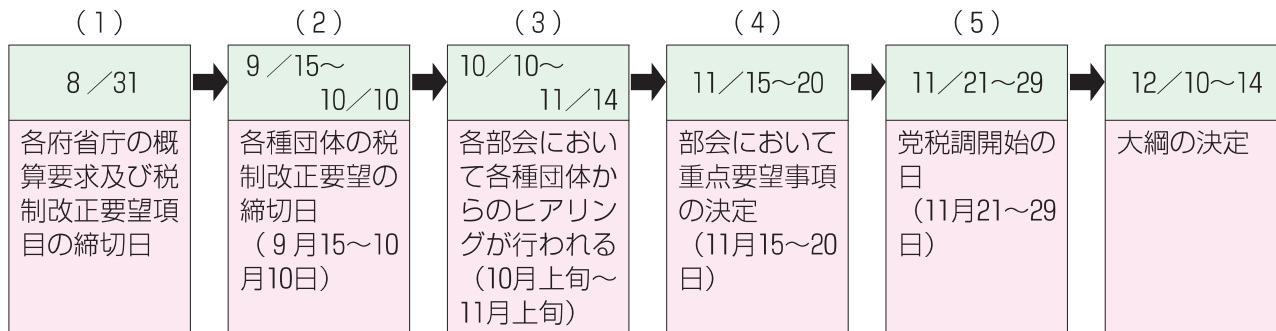 （1）
8／31
各府省庁の概
算要求及び税
制改正要望項
目の締切日
（2）
9／15～
10／10
各種団体の税
制改正要望の
締切日
（9月15～10
月10日）
（3）
10／10～
11／14
各部会におい
て各種団体か
らのヒアリン
グが行われる
（10月上旬～
11月上旬）
（4）
11／15～20
部会において
重点要望事項
の決定
（11月15～20
日）
（5）
11／21～29
党税調開始の
日
（11月21～29
日）
12／10～14
大綱の決定